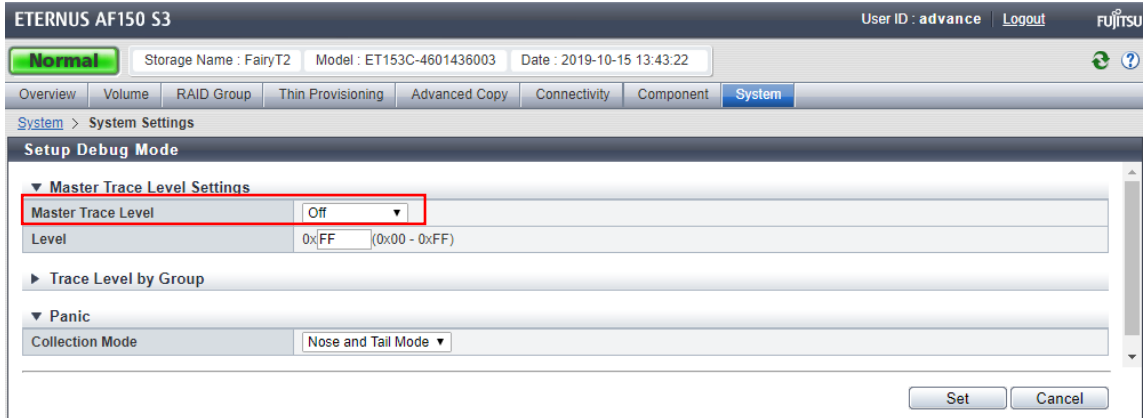 ETERNUS AF150 S3 User ID : advance Logout FUJITSU
Normal Storage Name : FairyT2 Model : ET153C-4601436003 Date : 2019-10-15 13:43:22
Overview Volume RAID Group Thin Provisioning Advanced Copy Connectivity Component System
System > System Settings
Setup Debug Mode
▼ Master Trace Level Settings
Master Trace Level Off ▼
Level 0xFF (0x00 - 0xFF)
▶ Trace Level by Group
▼ Panic
Collection Mode Nose and Tail Mode ▼
Set Cancel